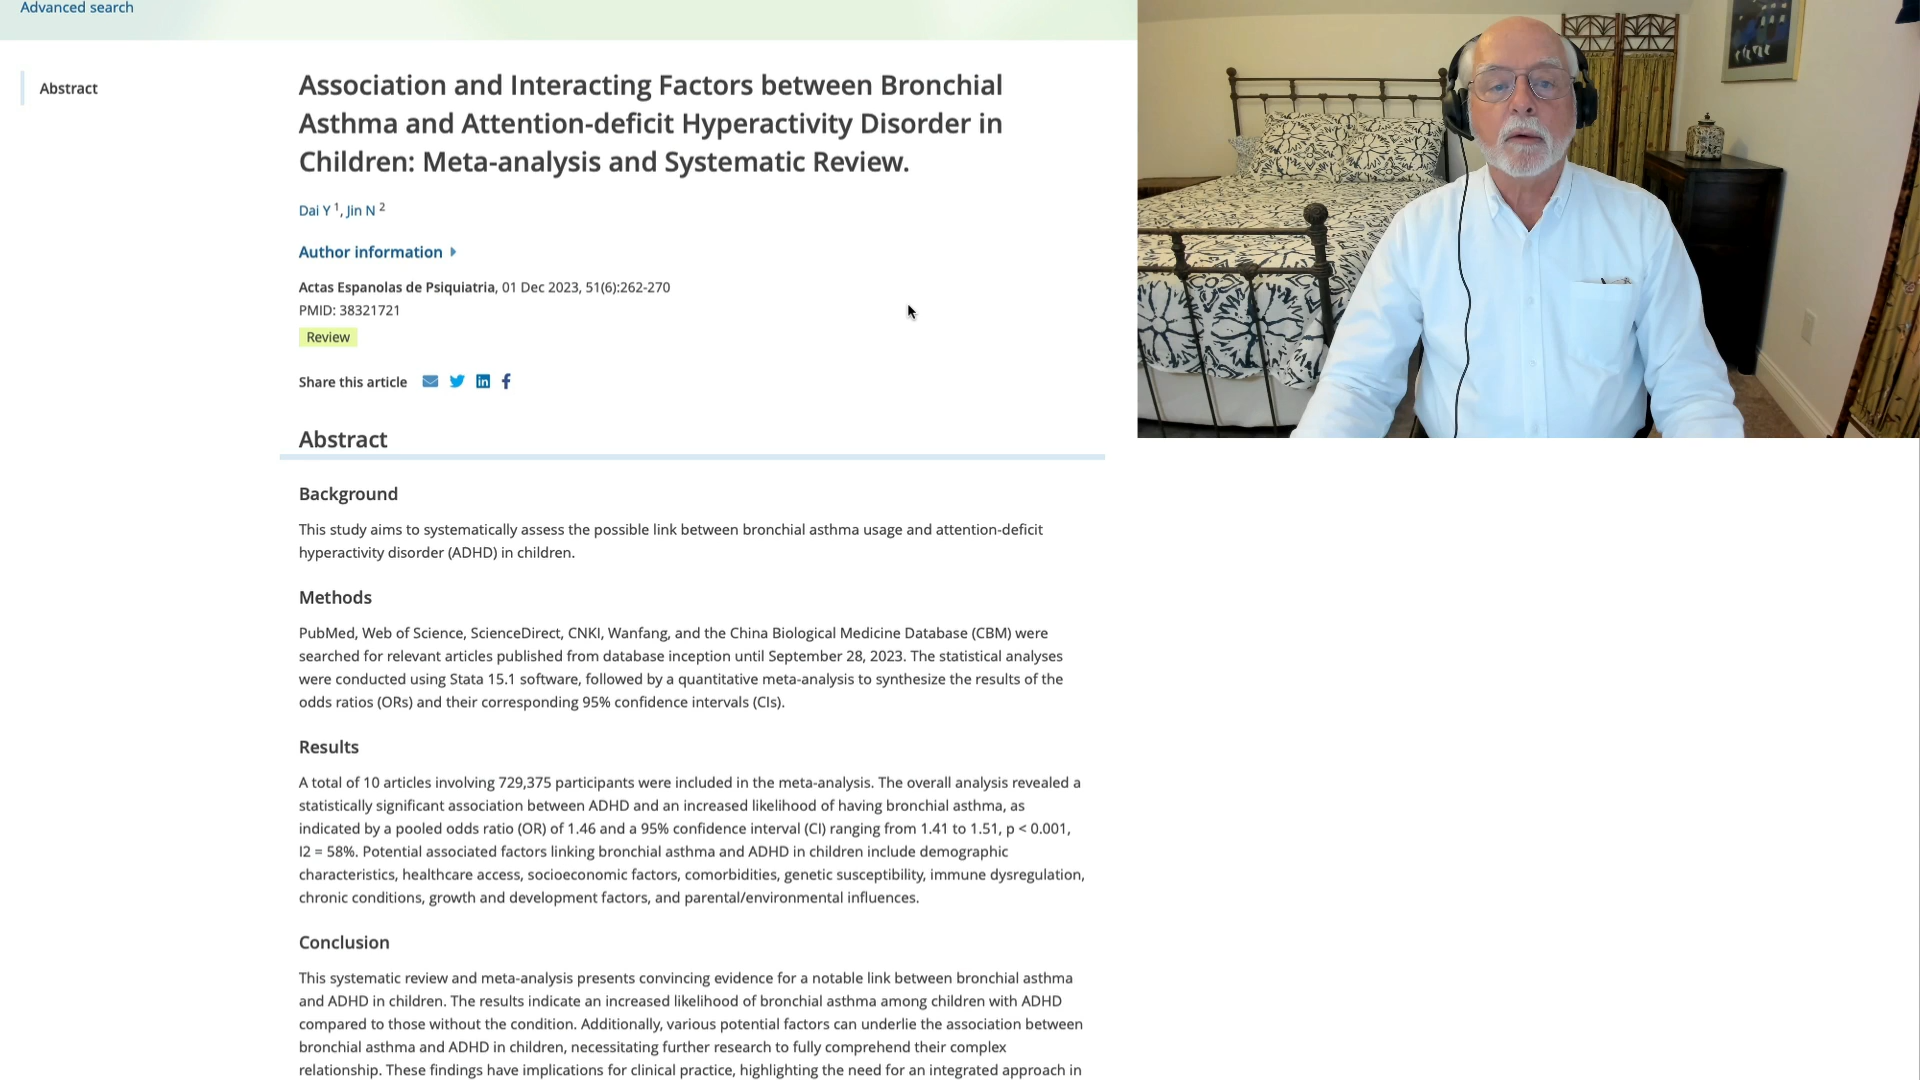 Advanced search
Abstract
Association and Interacting Factors between Bronchial
Asthma and Attention-deficit Hyperactivity Disorder in
Children: Meta-analysis and Systematic Review.
Dai Y 1, Jin N 2
Author information
Actas Espanolas de Psiquiatria, 01 Dec 2023, 51(6):262-270
PMID: 38321721
Review
Share this article
Abstract
Background
This study aims to systematically assess the possible link between bronchial asthma usage and attention-deficit
hyperactivity disorder (ADHD) in children.
Methods
PubMed, Web of Science, ScienceDirect, CNKI, Wanfang, and the China Biological Medicine Database (CBM) were
searched for relevant articles published from database inception until September 28, 2023. The statistical analyses
were conducted using Stata 15.1 software, followed by a quantitative meta-analysis to synthesize the results of the
odds ratios (ORs) and their corresponding 95% confidence intervals (CIs).
Results
A total of 10 articles involving 729,375 participants were included in the meta-analysis. The overall analysis revealed a
statistically significant association between ADHD and an increased likelihood of having bronchial asthma, as
indicated by a pooled odds ratio (OR) of 1.46 and a 95% confidence interval (CI) ranging from 1.41 to 1.51, p < 0.001,
I2 = 58%. Potential associated factors linking bronchial asthma and ADHD in children include demographic
characteristics, healthcare access, socioeconomic factors, comorbidities, genetic susceptibility, immune dysregulation,
chronic conditions, growth and development factors, and parental/environmental influences.
Conclusion
This systematic review and meta-analysis presents convincing evidence for a notable link between bronchial asthma
and ADHD in children. The results indicate an increased likelihood of bronchial asthma among children with ADHD
compared to those without the condition. Additionally, various potential factors can underlie the association between
bronchial asthma and ADHD in children, necessitating further research to fully comprehend their complex
relationship. These findings have implications for clinical practice, highlighting the need for an integrated approach in